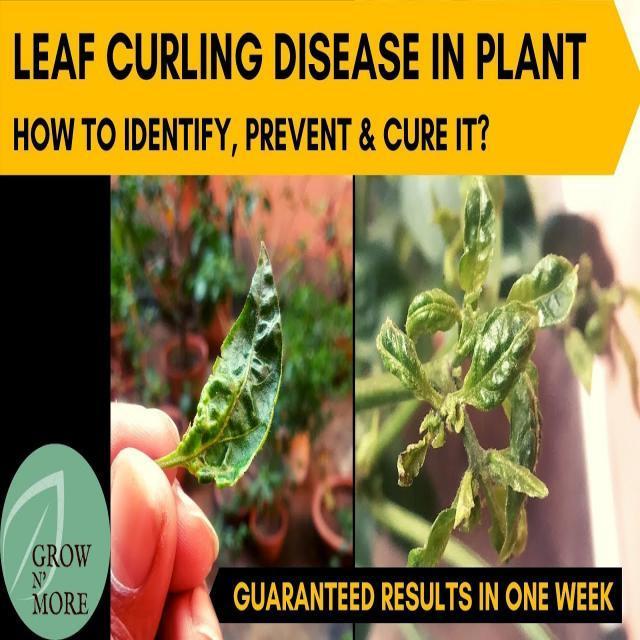 LEAF CURLING DISEASE IN PLANT
HOW TO IDENTIFY, PREVENT & CURE IT?
GROW
N'
MORE
GUARANTEED RESULTS IN ONE WEEK